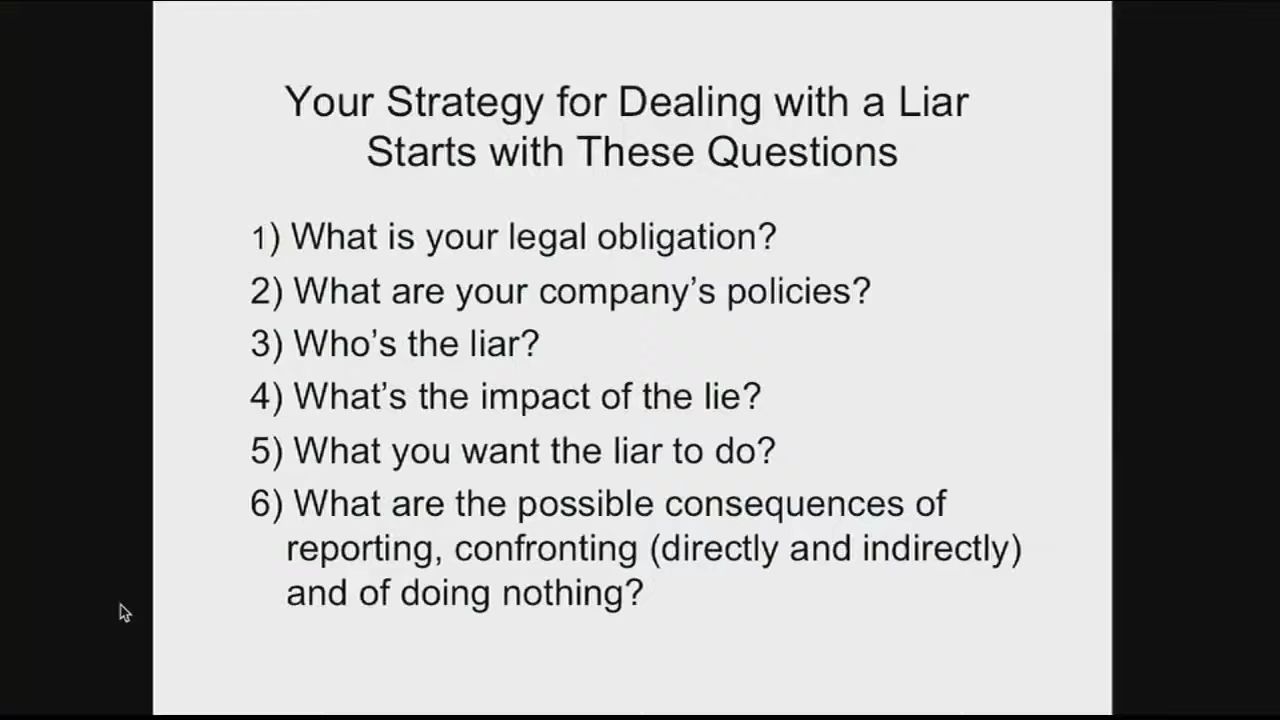 Your Strategy for Dealing with a Liar
Starts with These Questions
1) What is your legal obligation?
2) What are your company’s policies?
3) Who’s the liar?
4) What’s the impact of the lie?
5) What you want the liar to do?
6) What are the possible consequences of
reporting, confronting (directly and indirectly)
and of doing nothing?